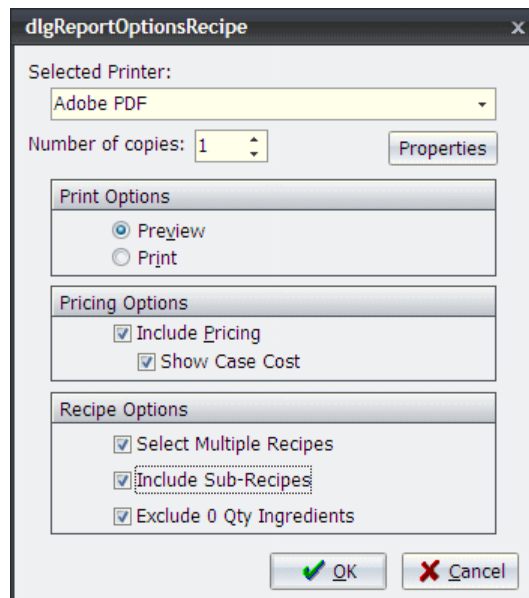 dlgReportOptionsRecipe
Selected Printer:
Adobe PDF
Number of copies: 1
Properties
Print Options
Preview
Print
Pricing Options
Include Pricing
Show Case Cost
Recipe Options
Select Multiple Recipes
Include Sub-Recipes
Exclude 0 Qty Ingredients
OK
Cancel